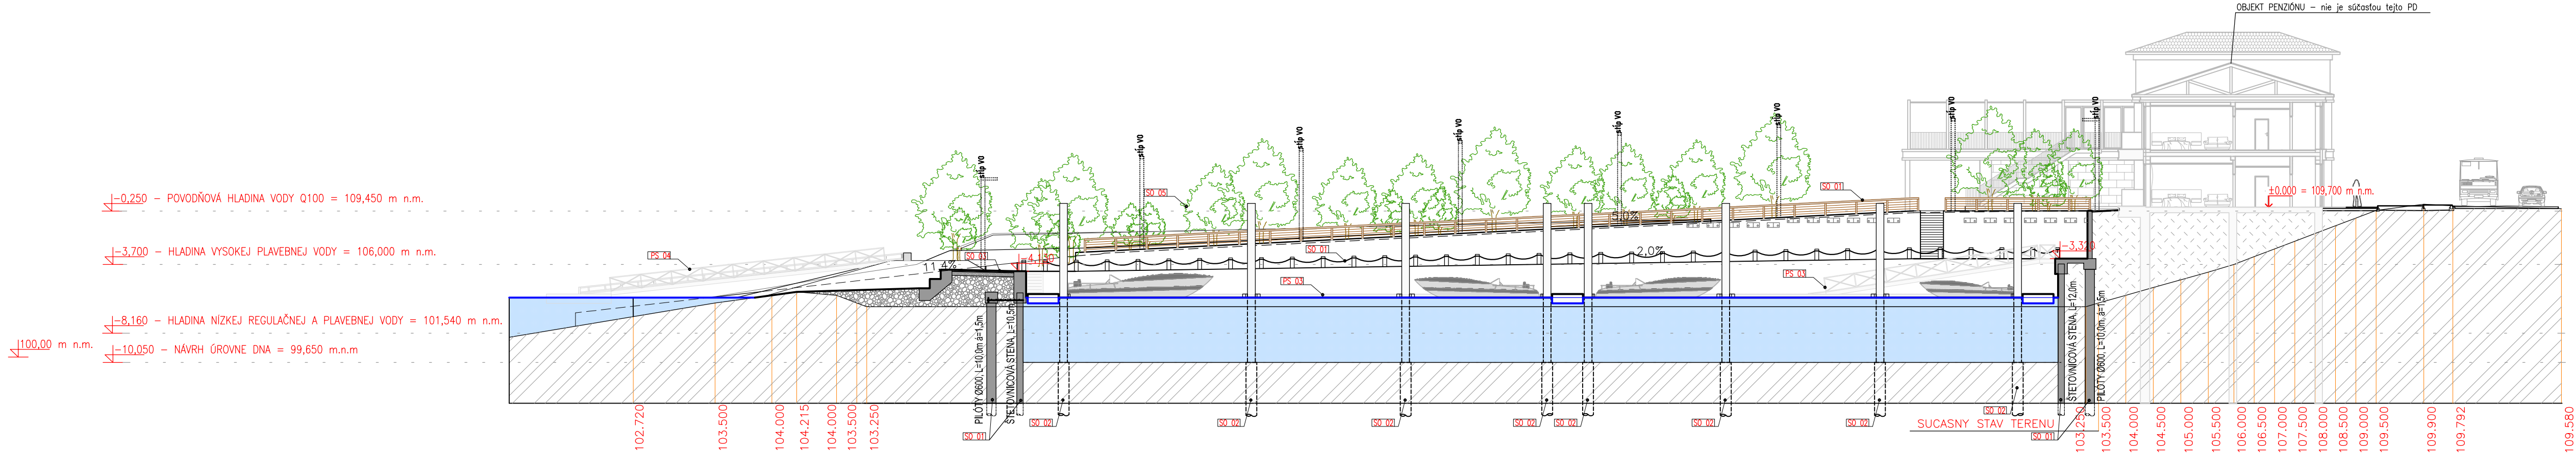 OBJEKT PENZIÓNU – nie je súčasťou tejto PD
stĺp VO
stĺp VO
stĺp VO
stĺp VO
stĺp VO
stĺp VO
stĺp VO
stĺp VO
-0,250 – POVODŇOVÁ HLADINA VODY Q100 = 109,450 m n.m.
±0,000 = 109,700 m n.m.
SO 05
SO 01
5.0%
-3,700 – HLADINA VYSOKEJ PLAVEBNEJ VODY = 106,000 m n.m.
PS 04
SO 03
11.4%
-4,150
SO 01
2.0%
-3,320
PS 03
PS 03
-8,160 – HLADINA NÍZKEJ REGULAČNEJ A PLAVEBNEJ VODY = 101,540 m n.m.
100,00 m n.m.
-10,050 – NÁVRH ÚROVNE DNA = 99,650 m.n.m
PILÓTY Ø600, L=10,0m á=1,5m
ŠTETOVNICOVÁ STENA, L=10,5m
ŠTETOVNICOVÁ STENA, L=12,0m
PILÓTY Ø600, L=10,0m, á=1,5m
SO 01
SO 02
SO 02
SO 02
SO 02
SO 02
SO 02
SO 02
SO 02
SUCASNY STAV TERENU
SO 01
102.720
103.500
104.000
104.215
104.000
103.500
103.250
103.250
103.500
104.000
104.500
105.000
105.500
106.000
106.500
107.000
107.500
108.000
108.500
109.000
109.500
109.900
109.792
109.580